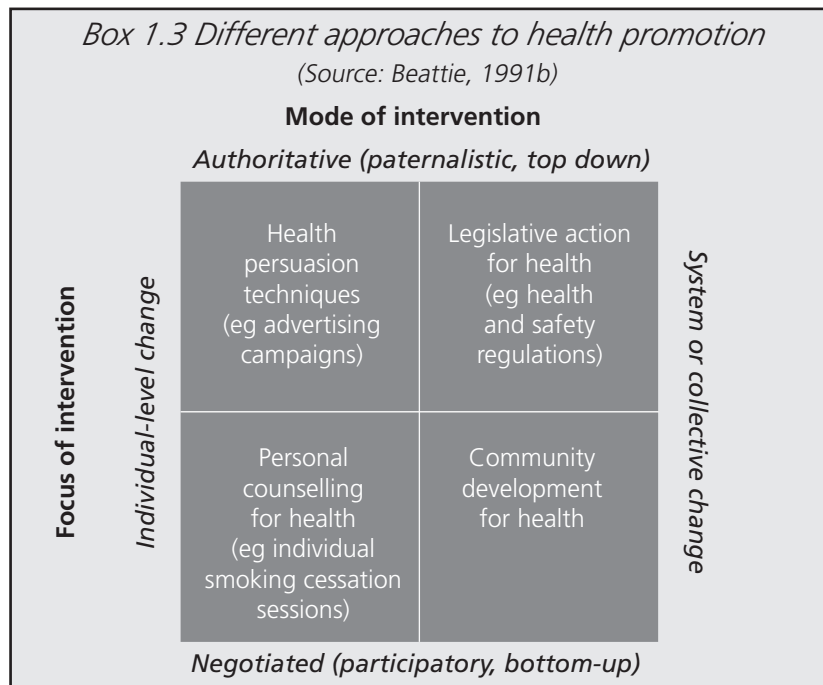 Box 1.3 Different approaches to health promotion
(Source: Beattie, 1991b)
Mode of intervention
Authoritative (paternalistic, top down)
Focus of intervention
Individual-level change
Health
persuasion
techniques
(eg advertising
campaigns)
Legislative action
for health
(eg health
and safety
regulations)
System or collective change
Personal
counselling
for health
(eg individual
smoking cessation
sessions)
Community
development
for health
Negotiated (participatory, bottom-up)